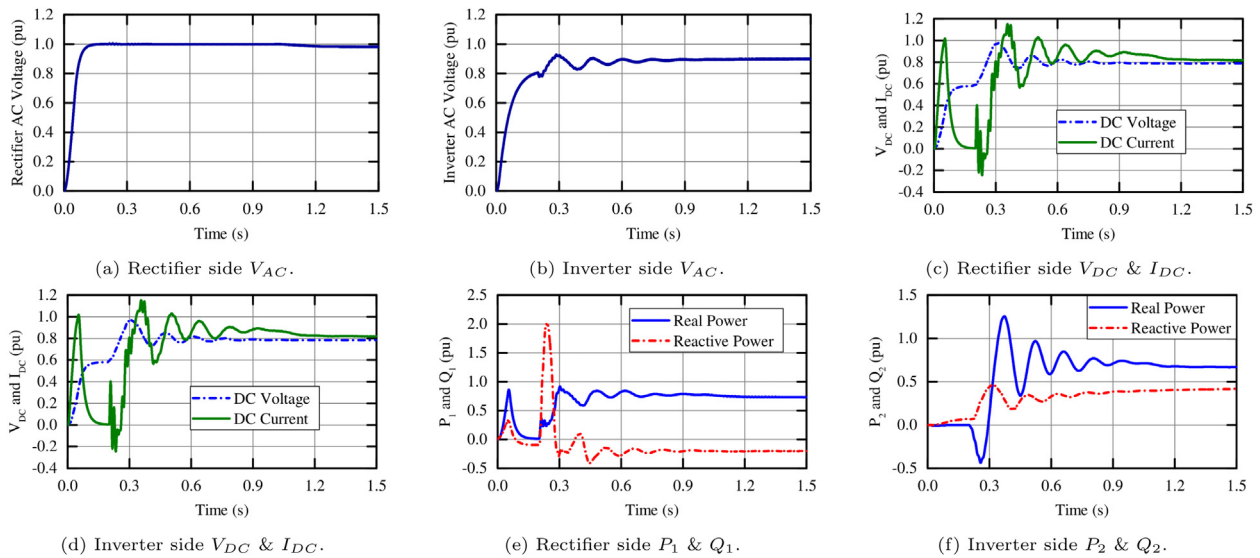 Rectifier AC Voltage (pu)
1.2
1.0
0.8
0.6
0.4
0.2
0.0
0.0 0.3 0.6 0.9 1.2 1.5
Time (s)
(a) Rectifier side V_AC.
Inverter AC Voltage (pu)
1.2
1.0
0.8
0.6
0.4
0.2
0.0
0.0 0.3 0.6 0.9 1.2 1.5
Time (s)
(b) Inverter side V_AC.
V_DC and I_DC (pu)
1.2
1.0
0.8
0.6
0.4
0.2
0.0
-0.2
-0.4
DC Voltage
DC Current
0.0 0.3 0.6 0.9 1.2 1.5
Time (s)
(c) Rectifier side V_DC & I_DC.
V_DC and I_DC (pu)
1.2
1.0
0.8
0.6
0.4
0.2
0.0
-0.2
-0.4
DC Voltage
DC Current
0.0 0.3 0.6 0.9 1.2 1.5
Time (s)
(d) Inverter side V_DC & I_DC.
P_1 and Q_1 (pu)
2.5
2.0
1.5
1.0
0.5
0.0
-0.5
Real Power
Reactive Power
0.0 0.3 0.6 0.9 1.2 1.5
Time (s)
(e) Rectifier side P_1 & Q_1.
P_2 and Q_2 (pu)
1.5
1.0
0.5
0.0
-0.5
Real Power
Reactive Power
0.0 0.3 0.6 0.9 1.2 1.5
Time (s)
(f) Inverter side P_2 & Q_2.